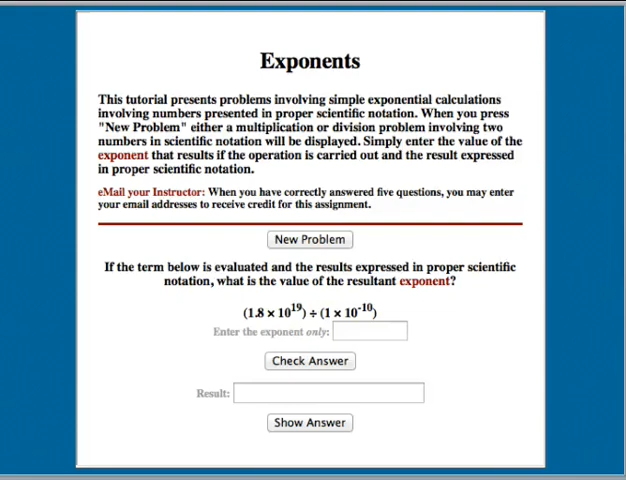 Exponents
This tutorial presents problems involving simple exponential calculations
involving numbers presented in proper scientific notation. When you press
"New Problem" either a multiplication or division problem involving two
numbers in scientific notation will be displayed. Simply enter the value of the
exponent that results if the operation is carried out and the result expressed
in proper scientific notation.
eMail your Instructor: When you have correctly answered five questions, you may enter
your email addresses to receive credit for this assignment.
New Problem
If the term below is evaluated and the results expressed in proper scientific
notation, what is the value of the resultant exponent?
(1.8 × 10¹⁹) ÷ (1 × 10⁻¹⁰)
Enter the exponent only:
Check Answer
Result:
Show Answer